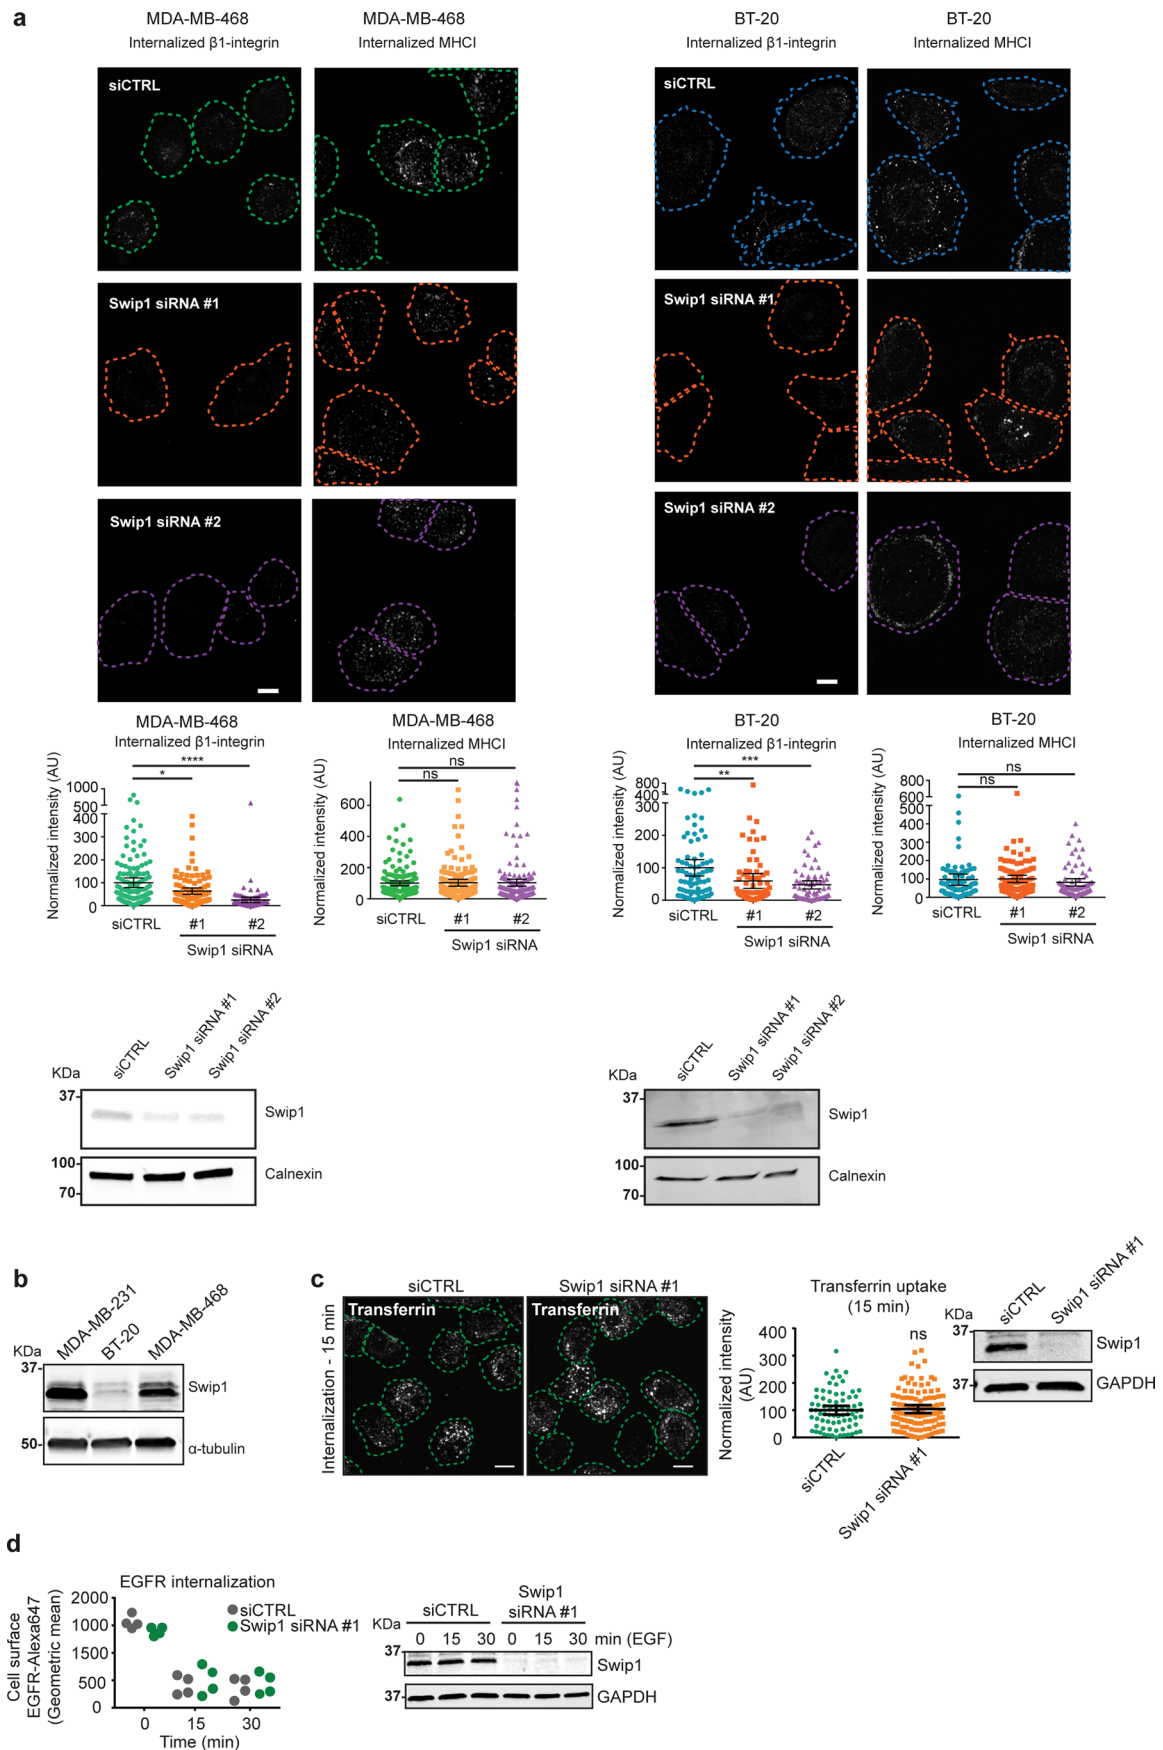 a
MDA-MB-468
Internalized β1-integrin
MDA-MB-468
Internalized MHCI
BT-20
Internalized β1-integrin
BT-20
Internalized MHCI
siCTRL
siCTRL
Swip1 siRNA #1
Swip1 siRNA #1
Swip1 siRNA #2
Swip1 siRNA #2
MDA-MB-468
Internalized β1-integrin
Normalized intensity (AU)
1000
500
400
300
200
100
0
****
*
siCTRL
#1
#2
Swip1 siRNA
MDA-MB-468
Internalized MHCI
Normalized intensity (AU)
600
400
200
0
ns
ns
siCTRL
#1
#2
Swip1 siRNA
BT-20
Internalized β1-integrin
Normalized intensity (AU)
800
600
400
300
200
100
0
***
**
siCTRL
#1
#2
Swip1 siRNA
BT-20
Internalized MHCI
Normalized intensity (AU)
800
600
500
400
300
200
100
0
ns
ns
siCTRL
#1
#2
Swip1 siRNA
siCTRL
Swip1 siRNA #1
Swip1 siRNA #2
KDa
37
Swip1
100
70
Calnexin
siCTRL
Swip1 siRNA #1
Swip1 siRNA #2
KDa
37
Swip1
100
70
Calnexin
b
MDA-MB-231
BT-20
MDA-MB-468
KDa
37
Swip1
50
α-tubulin
c
siCTRL
Swip1 siRNA #1
Internalization - 15 min
Transferrin
Transferrin
Transferrin uptake
(15 min)
Normalized intensity
(AU)
400
300
200
100
0
ns
siCTRL
Swip1 siRNA #1
siCTRL
Swip1 siRNA #1
KDa
37
Swip1
37
GAPDH
d
EGFR internalization
Cell surface
EGFR-Alexa647
(Geometric mean)
2000
1000
1500
500
0
siCTRL
Swip1 siRNA #1
0 15 30
Time (min)
siCTRL
Swip1
siRNA #1
KDa
0 15 30 0 15 30 min (EGF)
37
Swip1
37
GAPDH